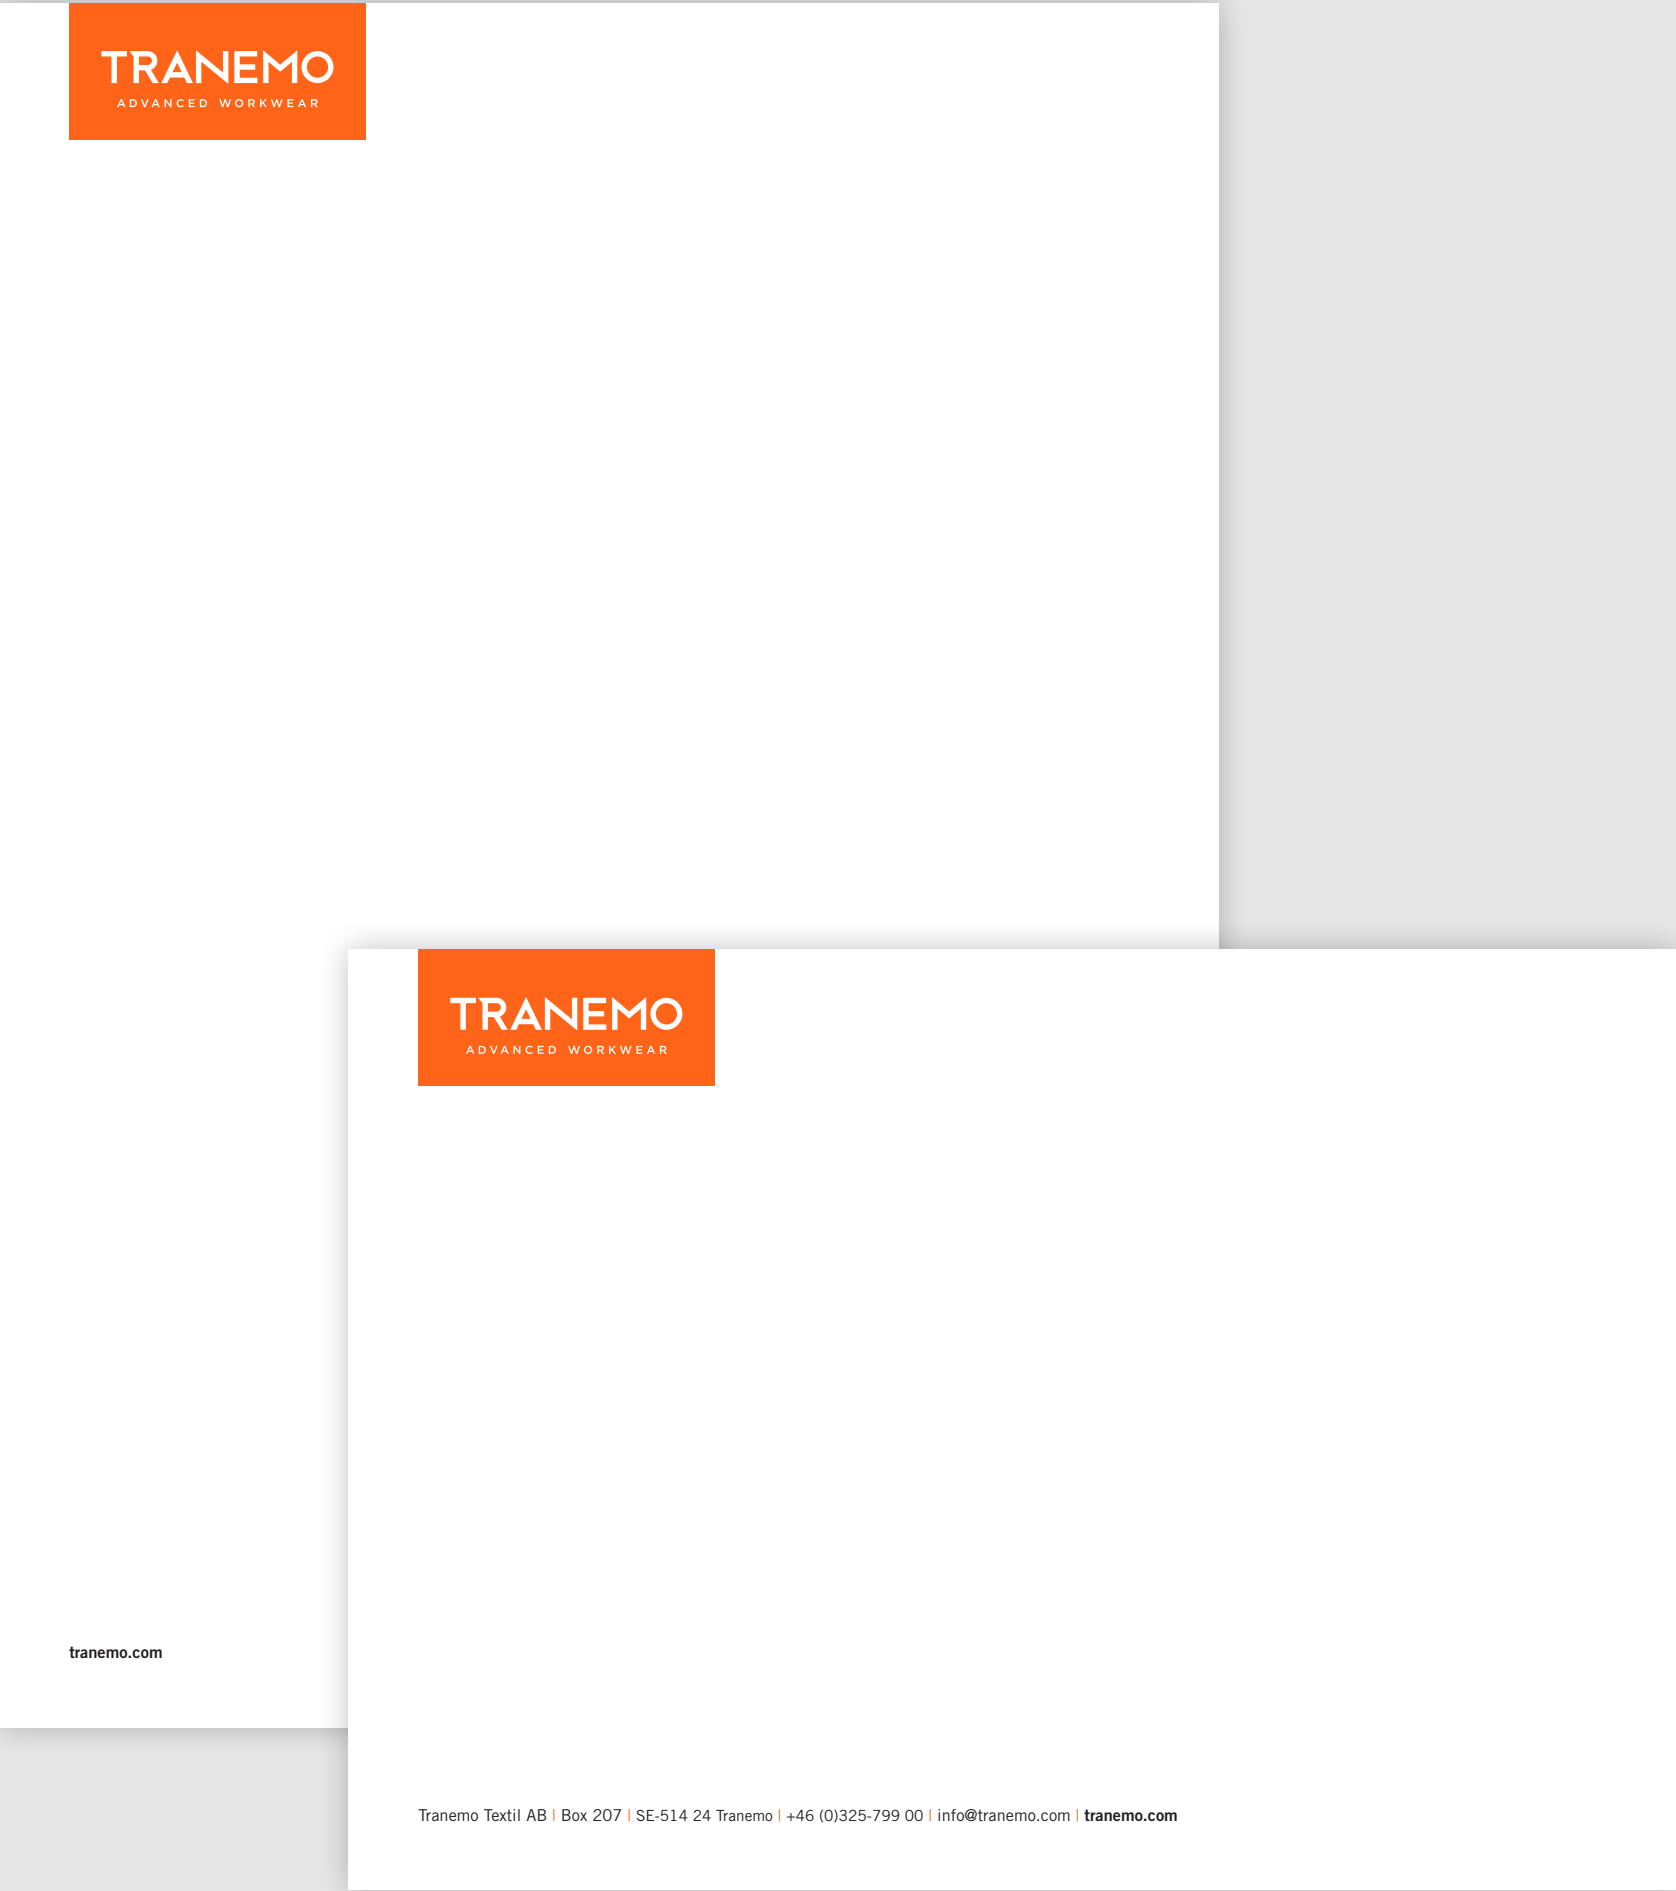 TRANEMO
ADVANCED WORKWEAR
TRANEMO
ADVANCED WORKWEAR
tranemo.com
Tranemo Textil AB | Box 207 | SE-514 24 Tranemo | +46 (0)325-799 00 | info@tranemo.com | tranemo.com